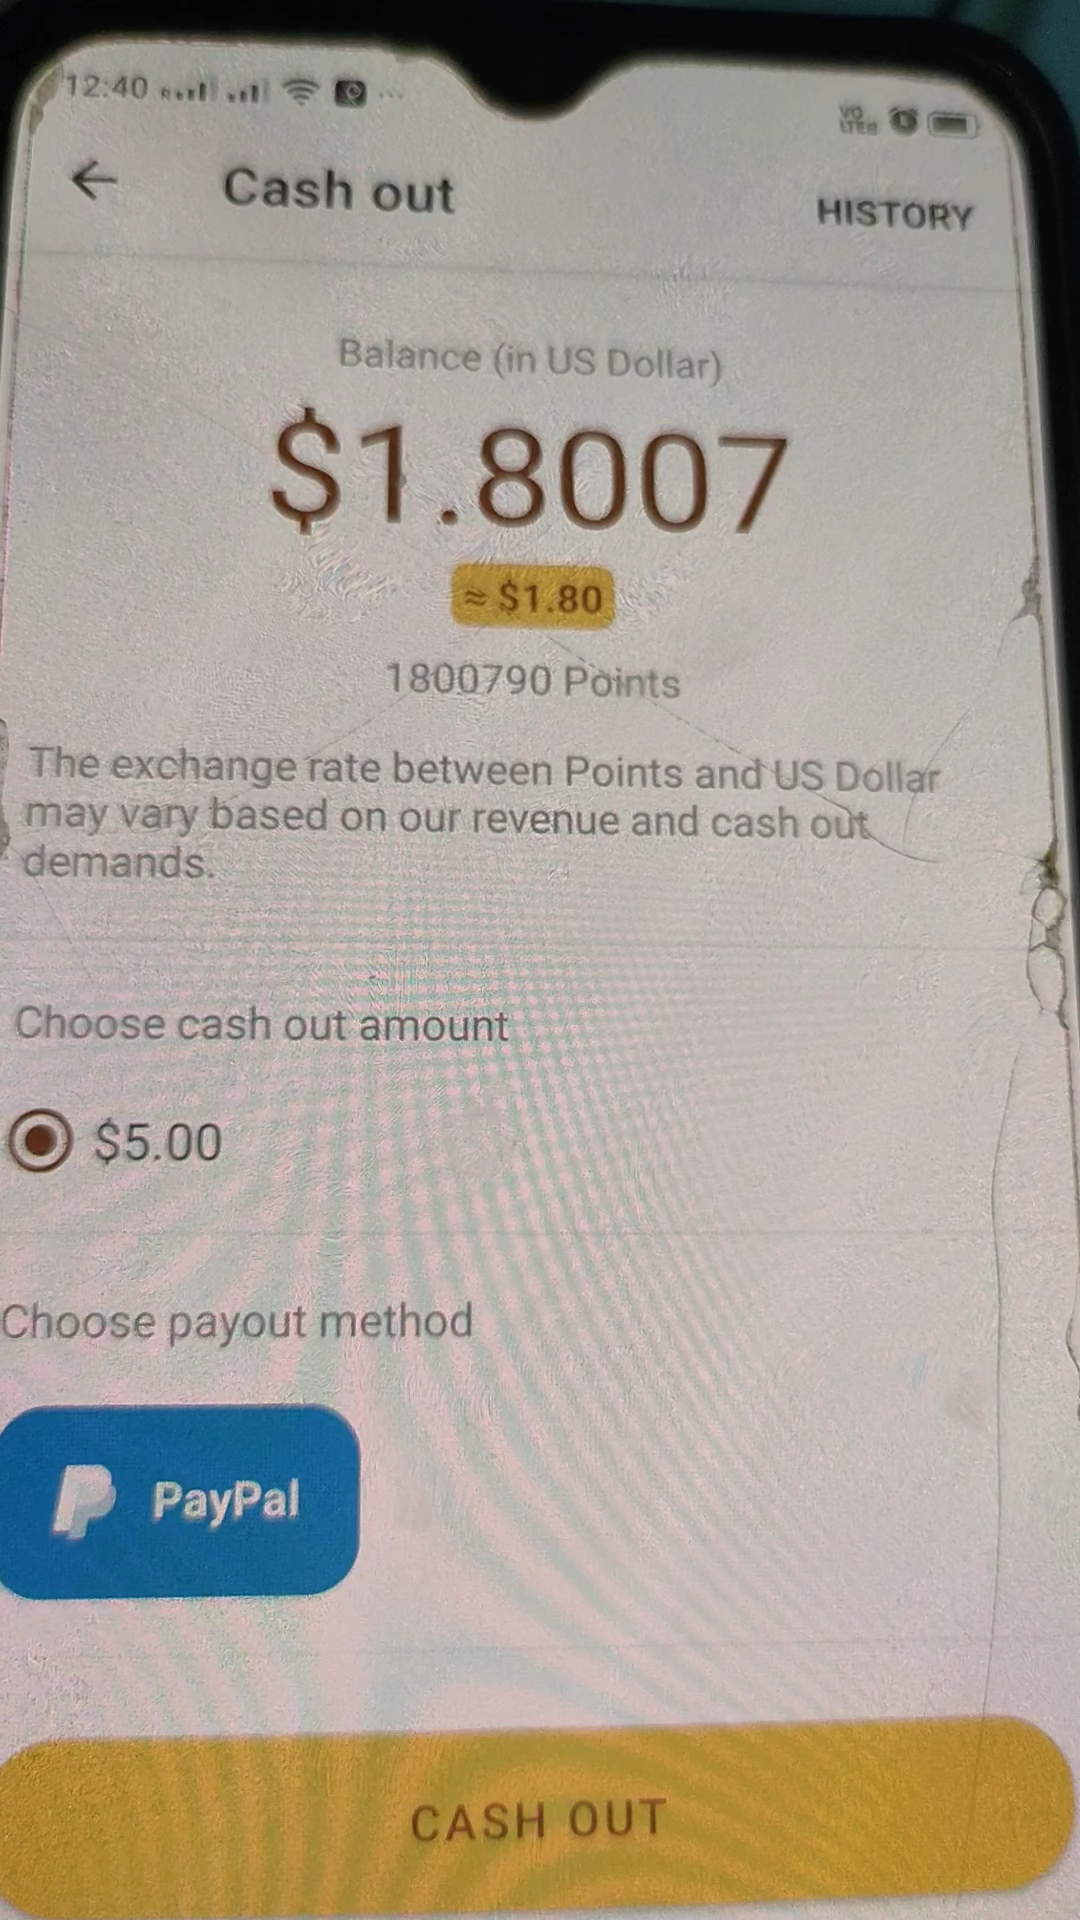 12:40
VO
LTE
Cash out
HISTORY
Balance (in US Dollar)
$1.8007
≈ $1.80
1800790 Points
The exchange rate between Points and US Dollar
may vary based on our revenue and cash out
demands.
Choose cash out amount
$5.00
Choose payout method
PayPal
CASH OUT